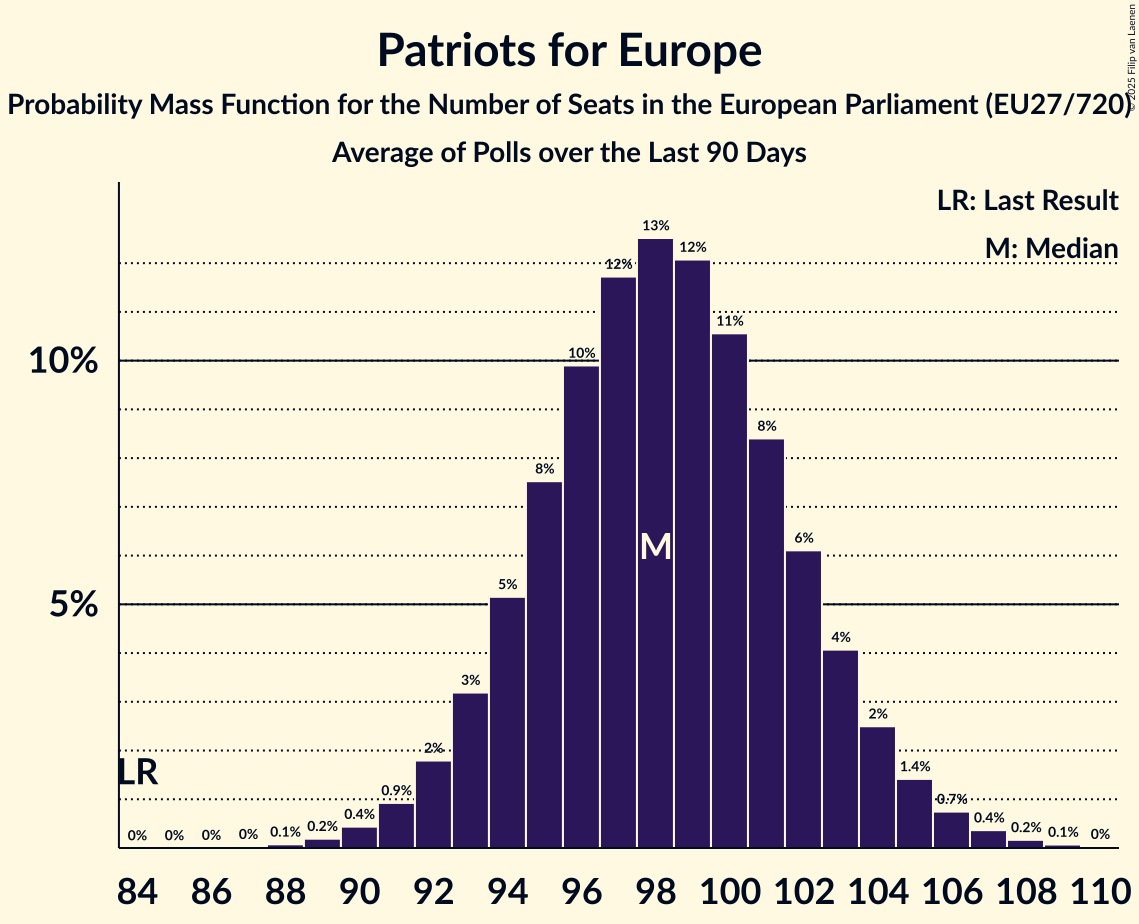 Patriots for Europe
Probability Mass Function for the Number of Seats in the European Parliament (EU27/720)
Average of Polls over the Last 90 Days
© 2025 Filip van Laenen
LR: Last Result
M: Median
10%
5%
LR
M
0% 0% 0% 0% 0.1% 0.2% 0.4% 0.9% 2% 3% 5% 8% 10% 12% 13% 12% 11% 8% 6% 4% 2% 1.4% 0.7% 0.4% 0.2% 0.1% 0%
84 86 88 90 92 94 96 98 100 102 104 106 108 110